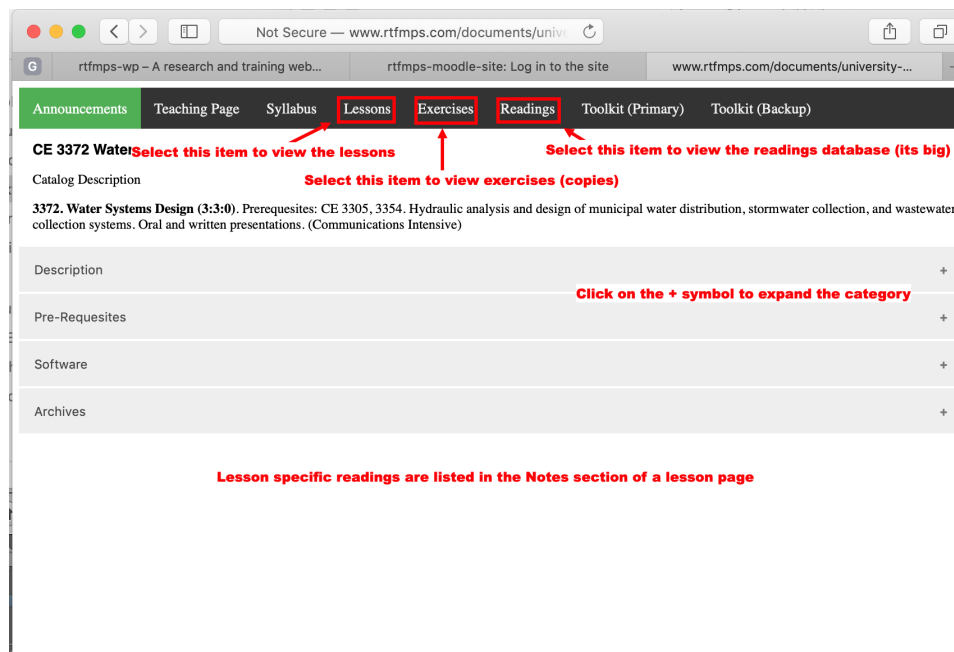 Not Secure — www.rtfmps.com/documents/unive
G rtfmps-wp – A research and training web... rtfmps-moodle-site: Log in to the site www.rtfmps.com/documents/university-...
Announcements Teaching Page Syllabus Lessons Exercises Readings Toolkit (Primary) Toolkit (Backup)
CE 3372 Water
Select this item to view the lessons
Select this item to view the readings database (its big)
Catalog Description
Select this item to view exercises (copies)
3372. Water Systems Design (3:3:0). Prerequesites: CE 3305, 3354. Hydraulic analysis and design of municipal water distribution, stormwater collection, and wastewater
collection systems. Oral and written presentations. (Communications Intensive)
Description +
Click on the + symbol to expand the category
Pre-Requesites +
Software +
Archives +
Lesson specific readings are listed in the Notes section of a lesson page